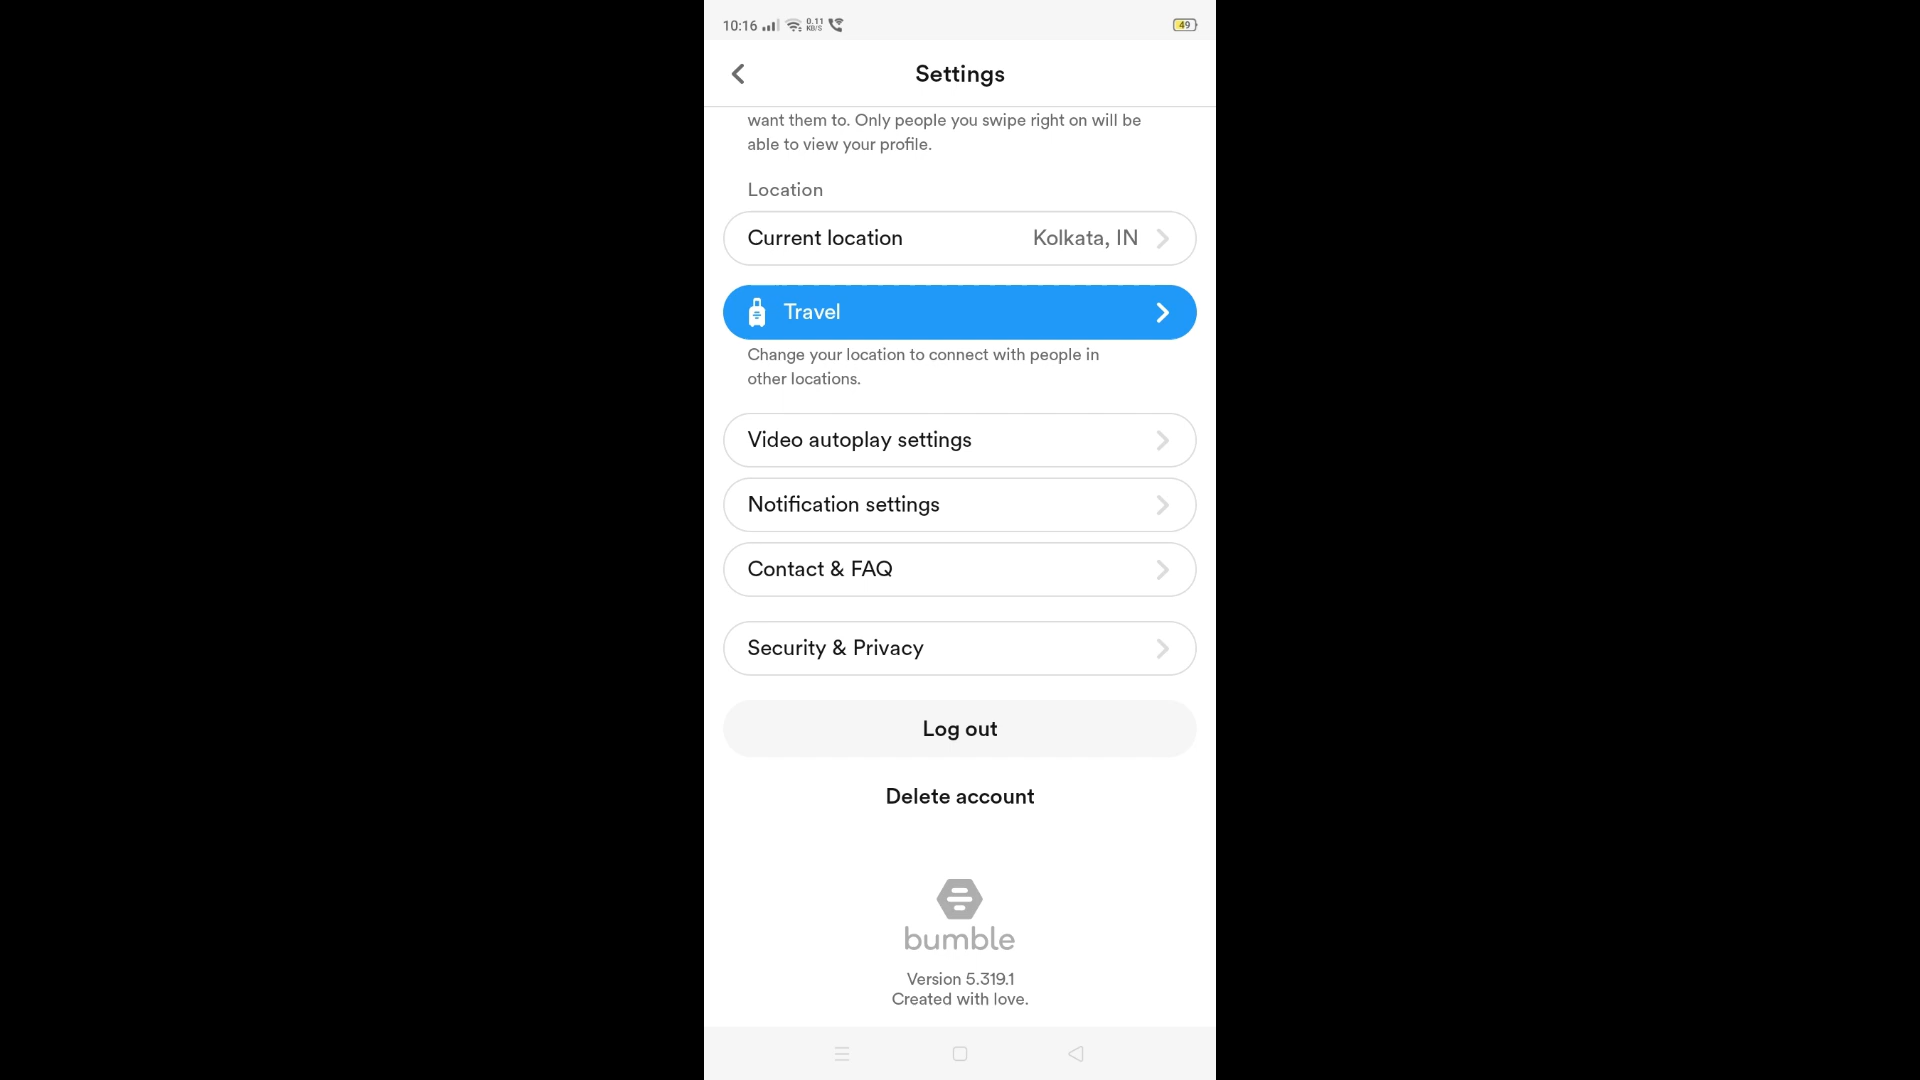 10:16 0.11 KB/S 49
Settings
want them to. Only people you swipe right on will be
able to view your profile.
Location
Current location Kolkata, IN
Travel
Change your location to connect with people in
other locations.
Video autoplay settings
Notification settings
Contact & FAQ
Security & Privacy
Log out
Delete account
bumble
Version 5.319.1
Created with love.